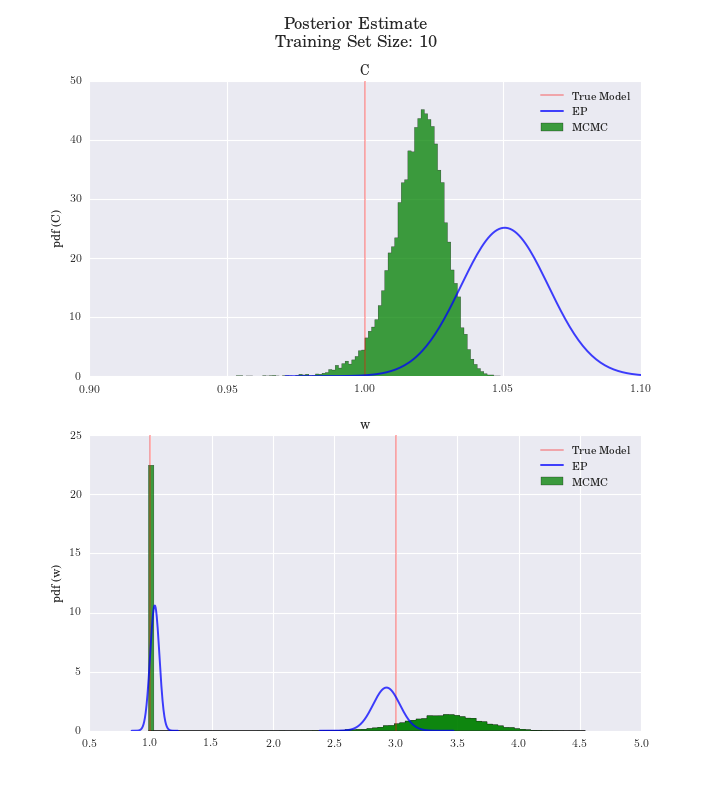 Posterior Estimate
Training Set Size: 10
C
50
40
30
20
10
0
pdf (C)
True Model
EP
MCMC
0.90 0.95 1.00 1.05 1.10
w
25
20
15
10
5
0
pdf (w)
True Model
EP
MCMC
0.5 1.0 1.5 2.0 2.5 3.0 3.5 4.0 4.5 5.0